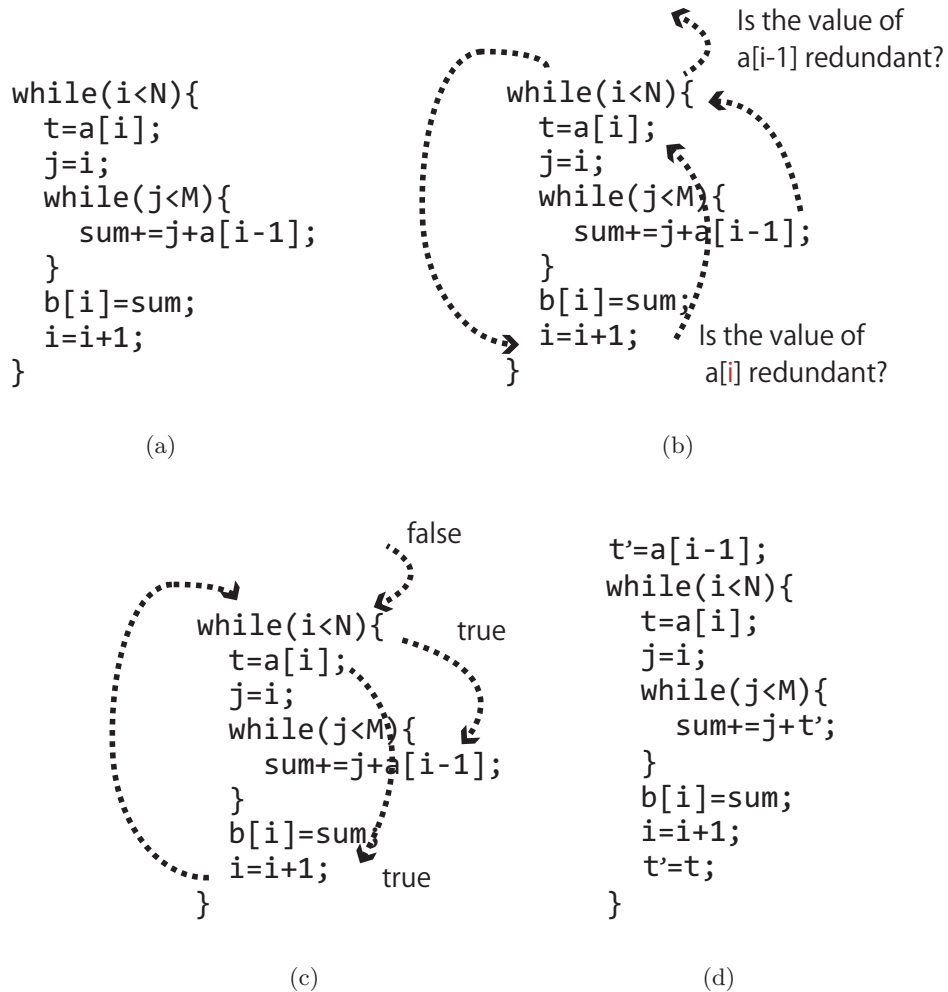 while(i<N){
t=a[i];
j=i;
while(j<M){
sum+=j+a[i-1];
}
b[i]=sum;
i=i+1;
}
(a)
Is the value of
a[i-1] redundant?
while(i<N){
t=a[i];
j=i;
while(j<M){
sum+=j+a[i-1];
}
b[i]=sum;
i=i+1;
}
Is the value of
a[i] redundant?
(b)
false
while(i<N){
true
t=a[i];
j=i;
while(j<M){
sum+=j+a[i-1];
}
b[i]=sum;
i=i+1;
true
}
(c)
t’=a[i-1];
while(i<N){
t=a[i];
j=i;
while(j<M){
sum+=j+t’;
}
b[i]=sum;
i=i+1;
t’=t;
}
(d)